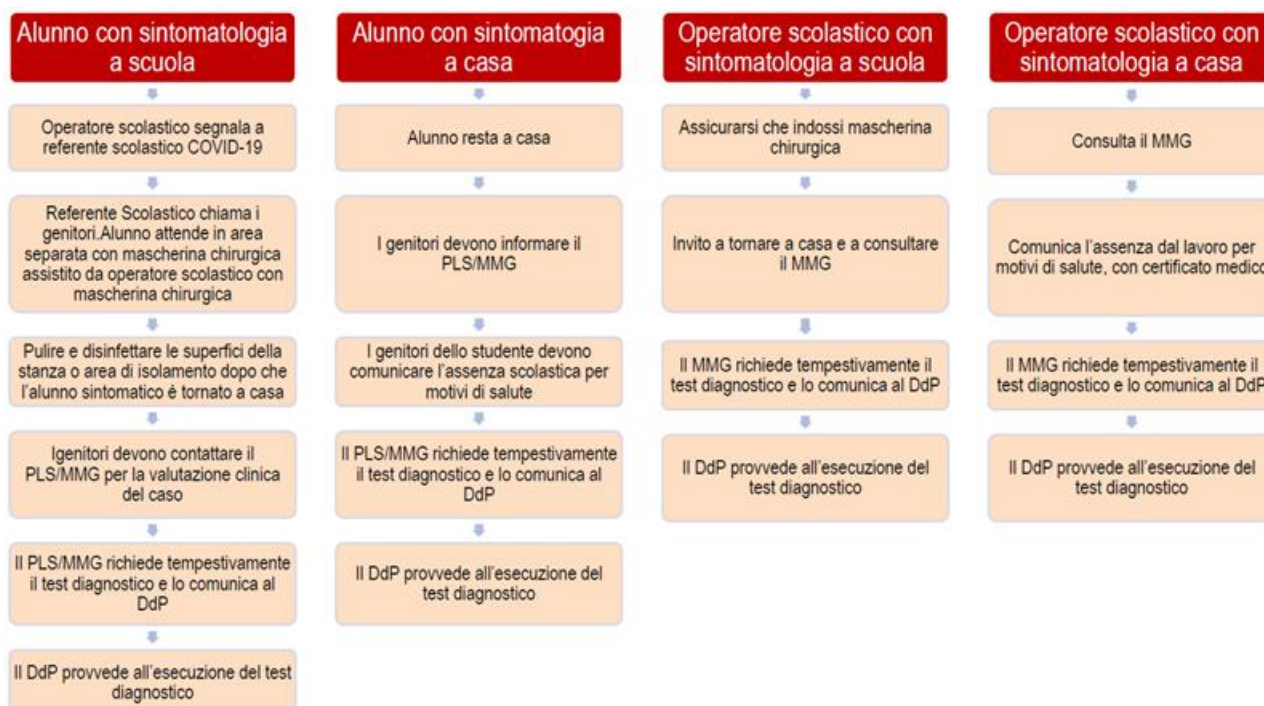 Alunno con sintomatologia
a scuola
Operatore scolastico segnala a
referente scolastico COVID-19
Referente Scolastico chiama i
genitori.Alunno attende in area
separata con mascherina chirurgica
assistito da operatore scolastico con
mascherina chirurgica
Pulire e disinfettare le superfici della
stanza o area di isolamento dopo che
l'alunno sintomatico è tornato a casa
Igenitori devono contattare il
PLS/MMG per la valutazione clinica
del caso
Il PLS/MMG richiede tempestivamente
il test diagnostico e lo comunica al
DdP
Il DdP provvede all'esecuzione del test
diagnostico
Alunno con sintomatogia
a casa
Alunno resta a casa
I genitori devono informare il
PLS/MMG
I genitori dello studente devono
comunicare l'assenza scolastica per
motivi di salute
Il PLS/MMG richiede tempestivamente
il test diagnostico e lo comunica al
DdP
Il DdP provvede all'esecuzione del
test diagnostico
Operatore scolastico con
sintomatologia a scuola
Assicurarsi che indossi mascherina
chirurgica
Invito a tornare a casa e a consultare
il MMG
Il MMG richiede tempestivamente il
test diagnostico e lo comunica al DdP
Il DdP provvede all'esecuzione del
test diagnostico
Operatore scolastico con
sintomatologia a casa
Consulta il MMG
Comunica l'assenza dal lavoro per
motivi di salute, con certificato medico
Il MMG richiede tempestivamente il
test diagnostico e lo comunica al DdP
Il DdP provvede all'esecuzione del
test diagnostico